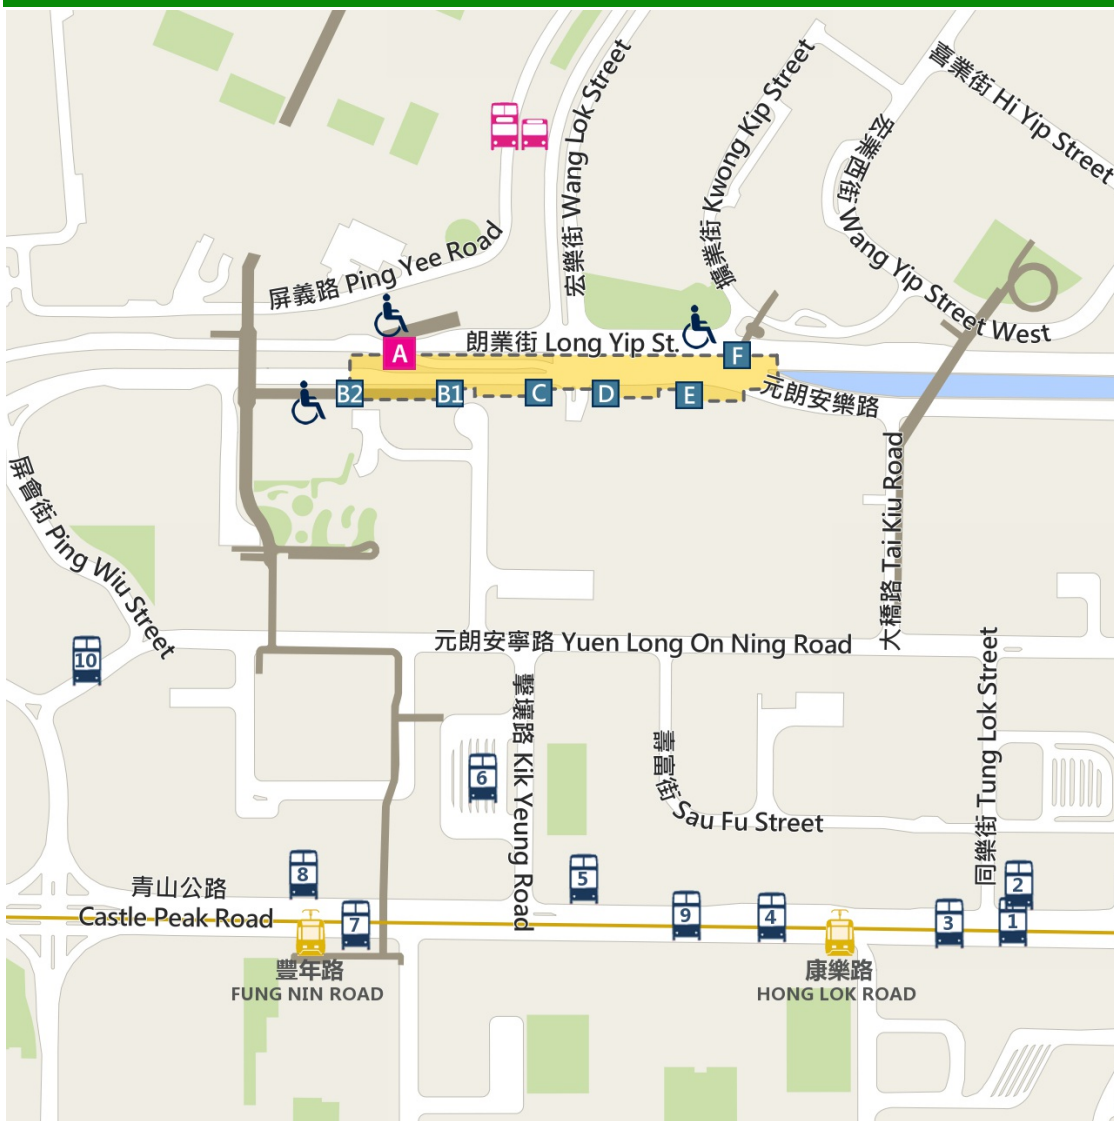 喜業街 Hi Yip Street
宏樂街 Wang Lok Street
擴業街 Kwong Kip Street
宏業西街 Wang Yip Street West
屏義路 Ping Yee Road
朗業街 Long Yip St.
A
F
B2
B1
C
D
E
元朗安樂路
屏會街 Ping Wiu Street
大橋路 Tai Kiu Road
元朗安寧路 Yuen Long On Ning Road
10
擊壤路 Kik Yeung Road
同樂街 Tung Lok Street
壽富街 Sau Fu Street
6
8
5
2
青山公路
Castle Peak Road
7
9
4
3
1
豐年路
FUNG NIN ROAD
康樂路
HONG LOK ROAD